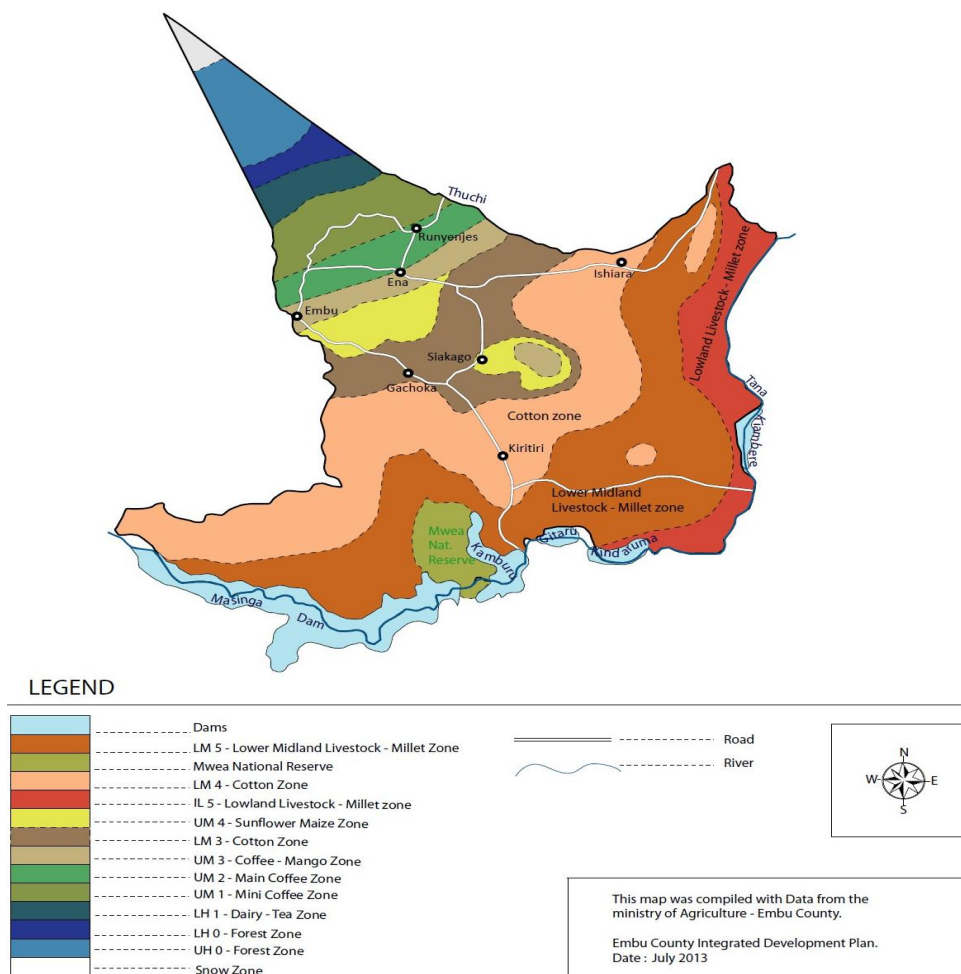 Thuchi
Runyenjes
Ishiara
Ena
Embu
Lowland Livestock - Millet zone
Siakago
Gachoka
Tana
Cotton zone
Kiambere
Kiritiri
Lower Midland
Livestock - Millet zone
Mwea
Nat.
Reserve
Kamburu
Gitaru
Kindaruma
Masinga
Dam
LEGEND
Dams
LM 5 - Lower Midland Livestock - Millet Zone
Mwea National Reserve
LM 4 - Cotton Zone
IL 5 - Lowland Livestock - Millet zone
UM 4 - Sunflower Maize Zone
LM 3 - Cotton Zone
UM 3 - Coffee - Mango Zone
UM 2 - Main Coffee Zone
UM 1 - Mini Coffee Zone
LH 1 - Dairy - Tea Zone
LH 0 - Forest Zone
UH 0 - Forest Zone
Snow Zone
Road
River
N
W
E
S
This map was compiled with Data from the
ministry of Agriculture - Embu County.
Embu County Integrated Development Plan.
Date : July 2013